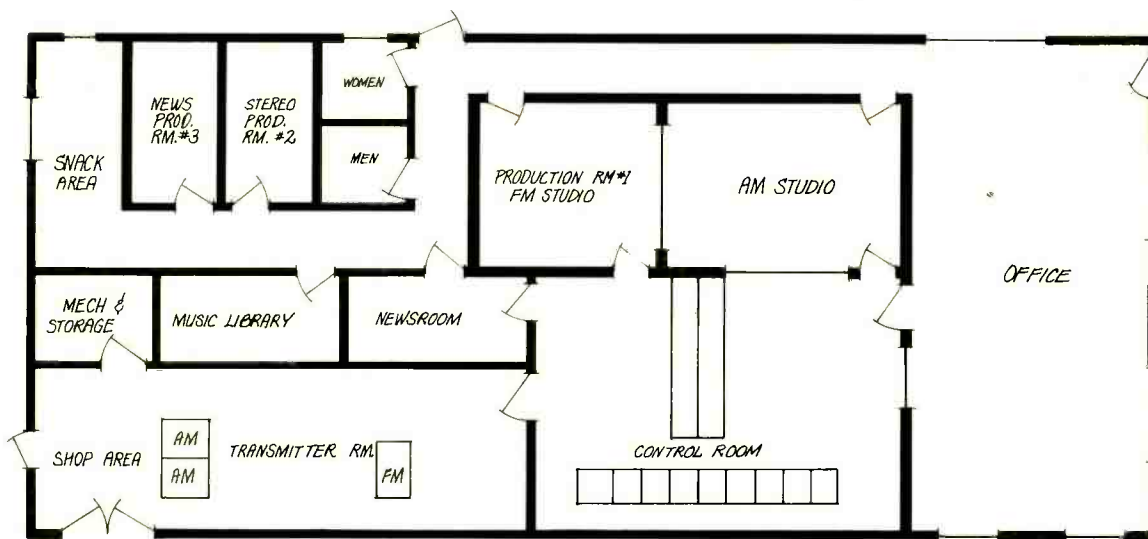 NEWS
PROD.
RM.#3
STEREO
PROD.
RM. #2
WOMEN
MEN
SNACK
AREA
PRODUCTION RM#1
FM STUDIO
AM STUDIO
OFFICE
MECH &
STORAGE
MUSIC LIBRARY
NEWSROOM
SHOP AREA
AM
AM
TRANSMITTER RM.
FM
CONTROL ROOM